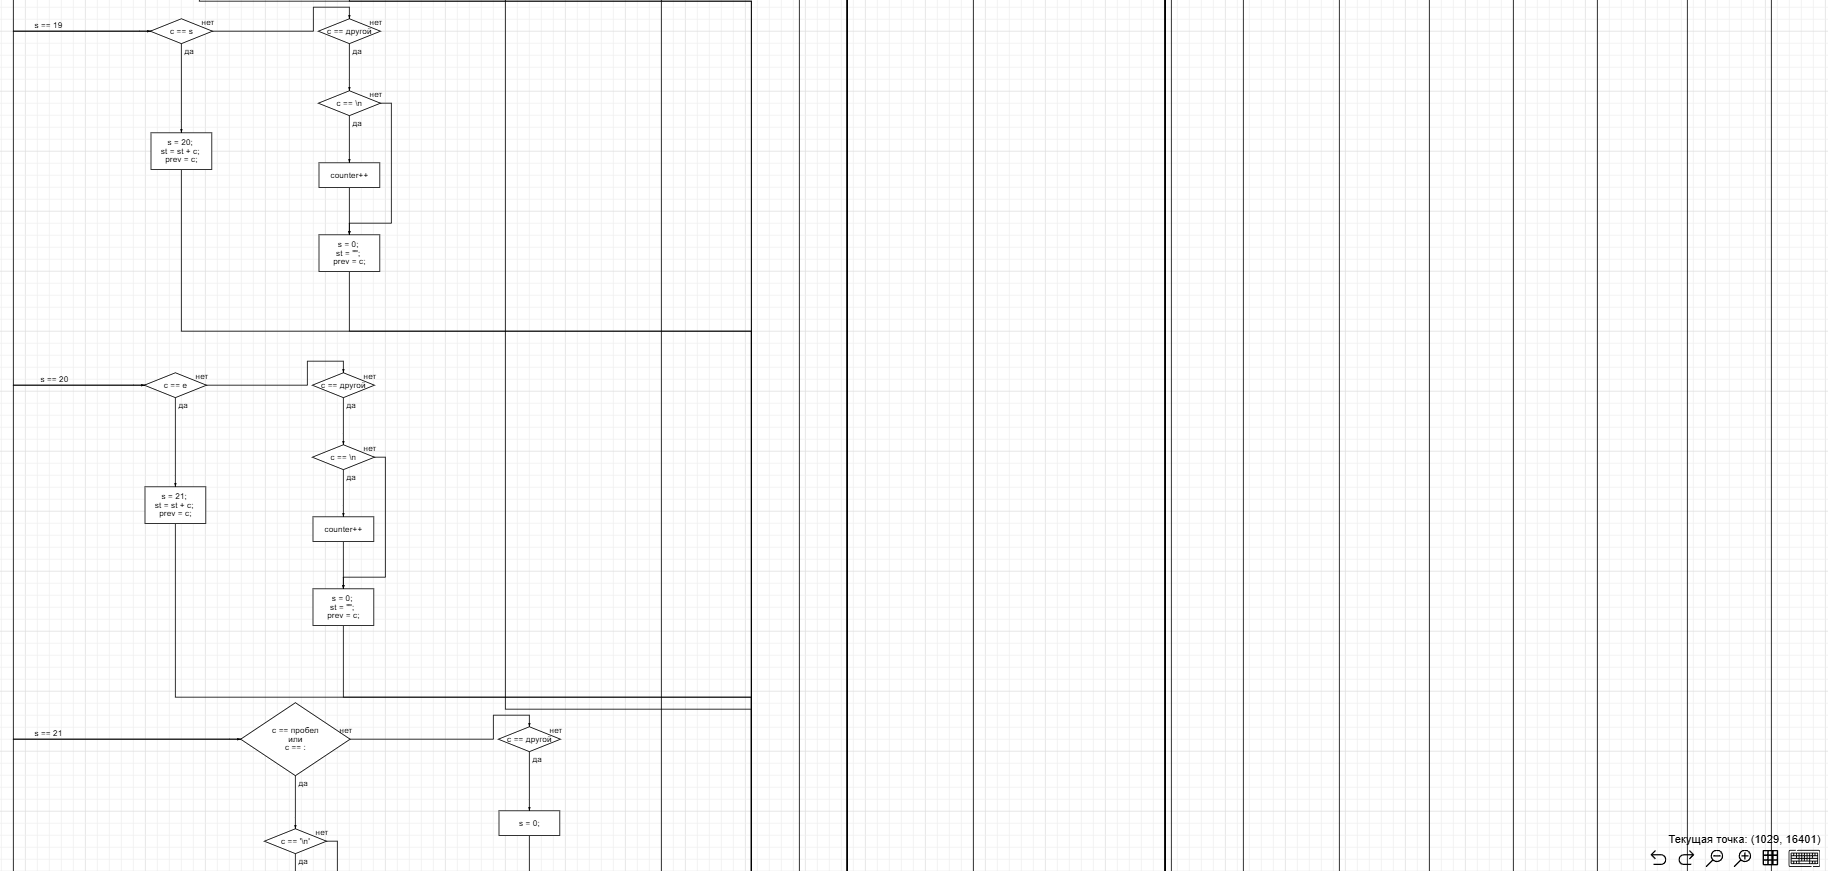 s == 19
c == s
нет
да
c == другой
нет
да
c == \n
нет
да
s = 20;
st = st + c;
prev = c;
counter++
s = 0;
st = "";
prev = c;
s == 20
c == e
нет
да
c == другой
нет
да
c == \n
нет
да
s = 21;
st = st + c;
prev = c;
counter++
s = 0;
st = "";
prev = c;
s == 21
c == пробел
или
c == :
нет
да
c == другой
нет
да
s = 0;
c == '\n'
нет
да
Текущая точка: (1029, 16401)